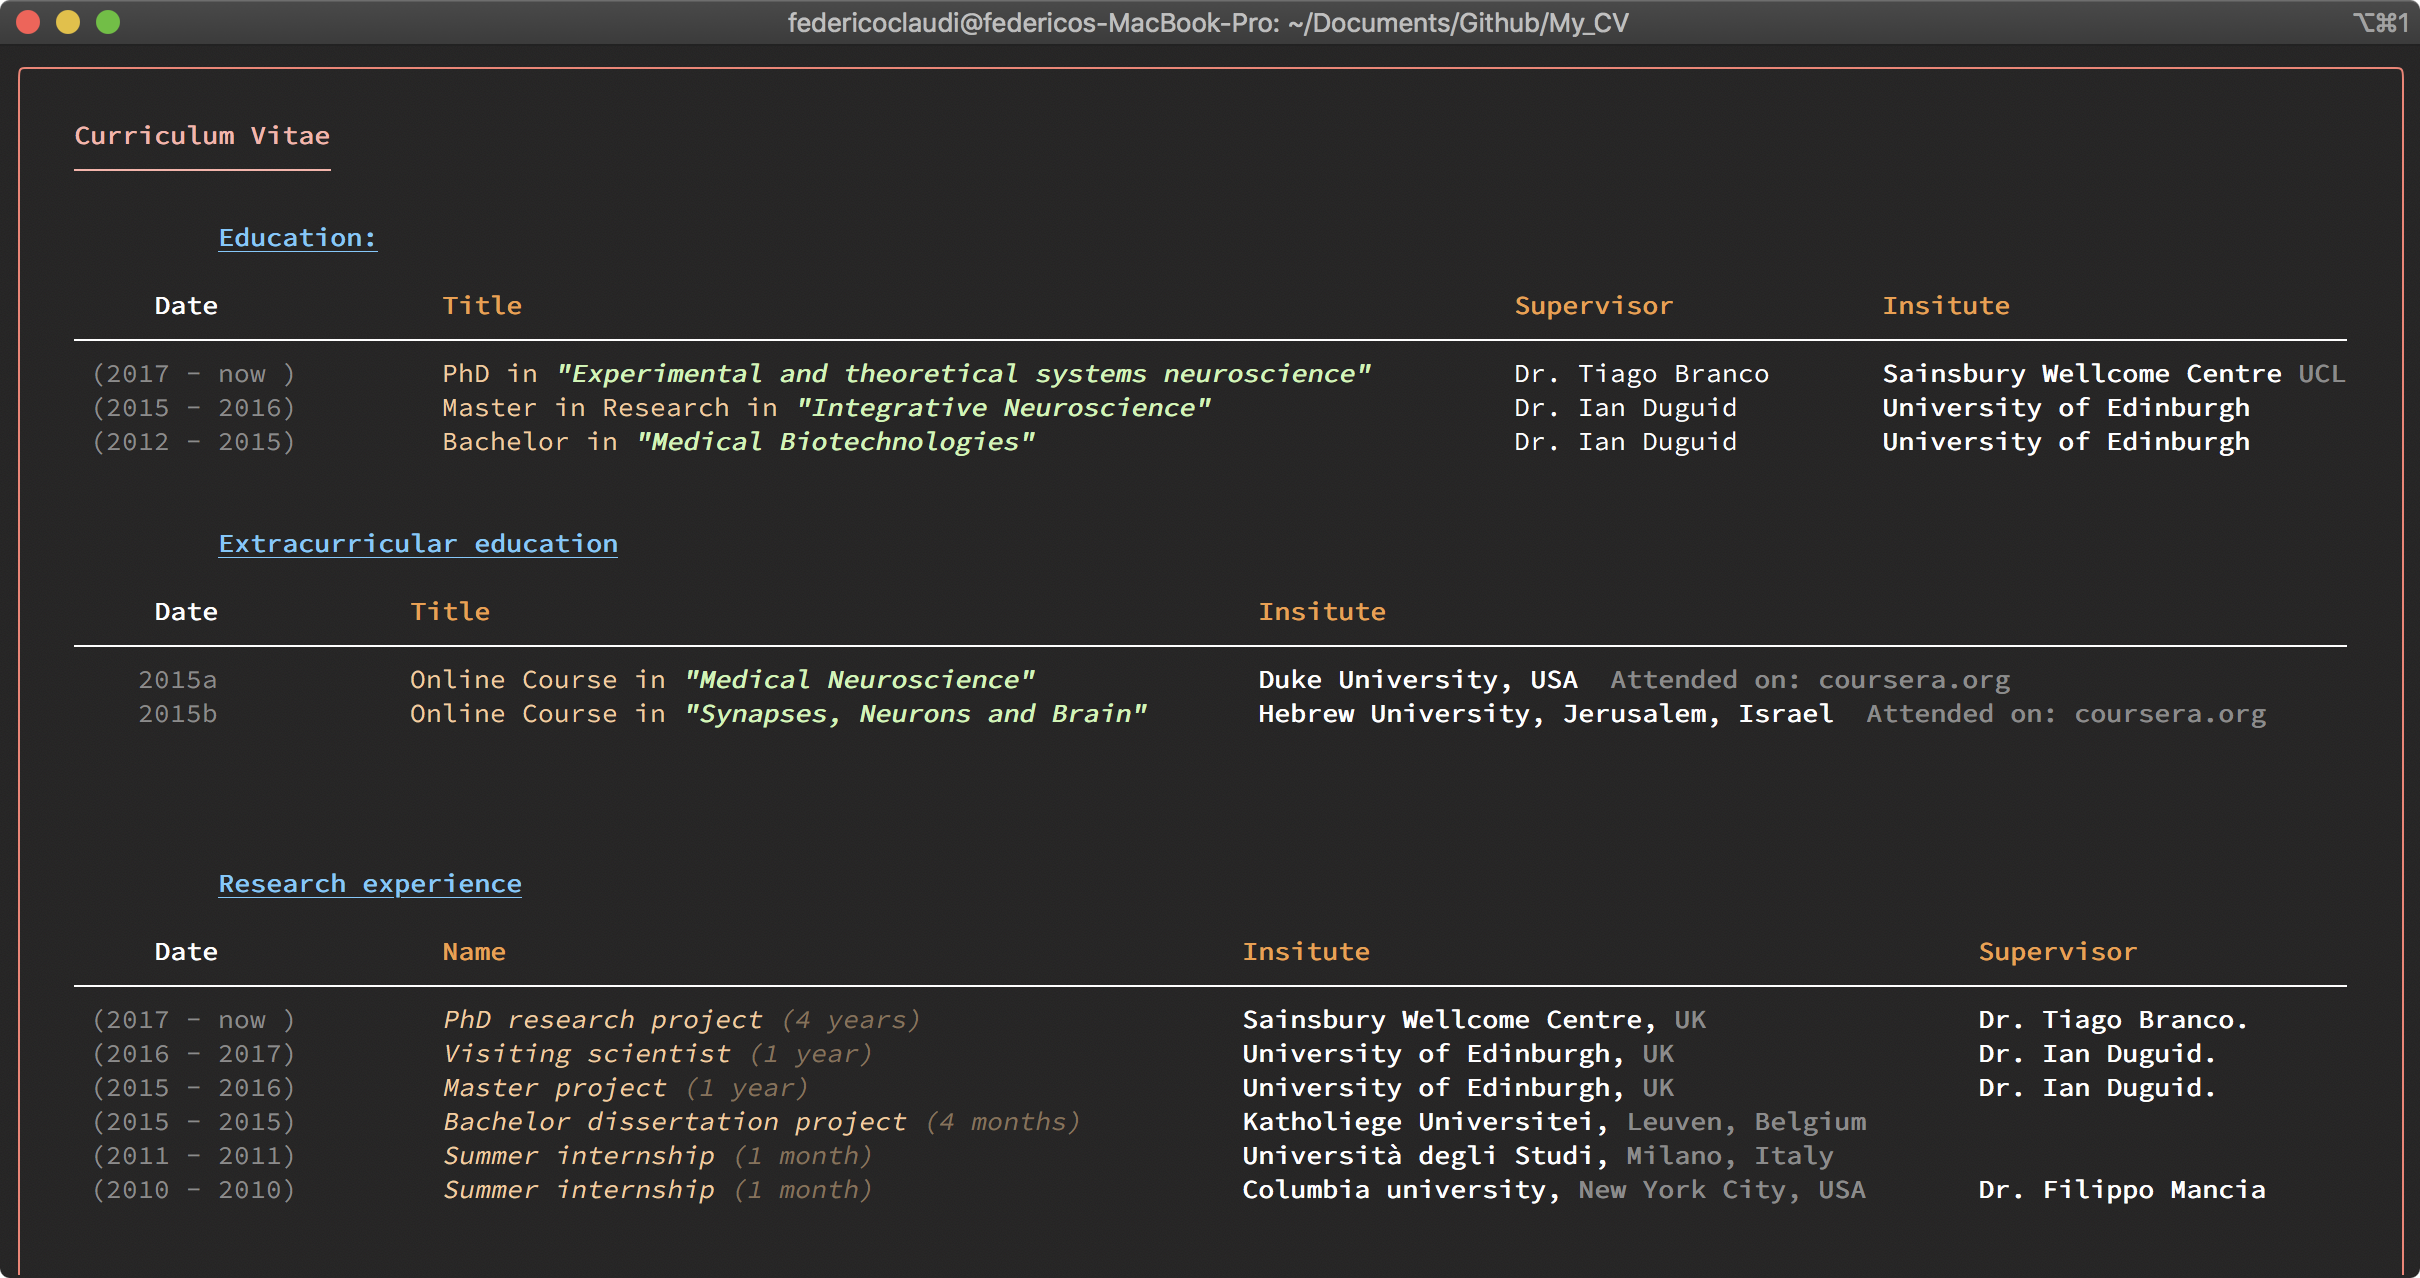 federicoclaudi@federicos-MacBook-Pro: ~/Documents/Github/My_CV ⌥⌘1
Curriculum Vitae
Education:
Date Title Supervisor Insitute
(2017 - now ) PhD in "Experimental and theoretical systems neuroscience" Dr. Tiago Branco Sainsbury Wellcome Centre UCL
(2015 - 2016) Master in Research in "Integrative Neuroscience" Dr. Ian Duguid University of Edinburgh
(2012 - 2015) Bachelor in "Medical Biotechnologies" Dr. Ian Duguid University of Edinburgh
Extracurricular education
Date Title Insitute
2015a Online Course in "Medical Neuroscience" Duke University, USA Attended on: coursera.org
2015b Online Course in "Synapses, Neurons and Brain" Hebrew University, Jerusalem, Israel Attended on: coursera.org
Research experience
Date Name Insitute Supervisor
(2017 - now ) PhD research project (4 years) Sainsbury Wellcome Centre, UK Dr. Tiago Branco.
(2016 - 2017) Visiting scientist (1 year) University of Edinburgh, UK Dr. Ian Duguid.
(2015 - 2016) Master project (1 year) University of Edinburgh, UK Dr. Ian Duguid.
(2015 - 2015) Bachelor dissertation project (4 months) Katholiege Universitei, Leuven, Belgium
(2011 - 2011) Summer internship (1 month) Università degli Studi, Milano, Italy
(2010 - 2010) Summer internship (1 month) Columbia university, New York City, USA Dr. Filippo Mancia